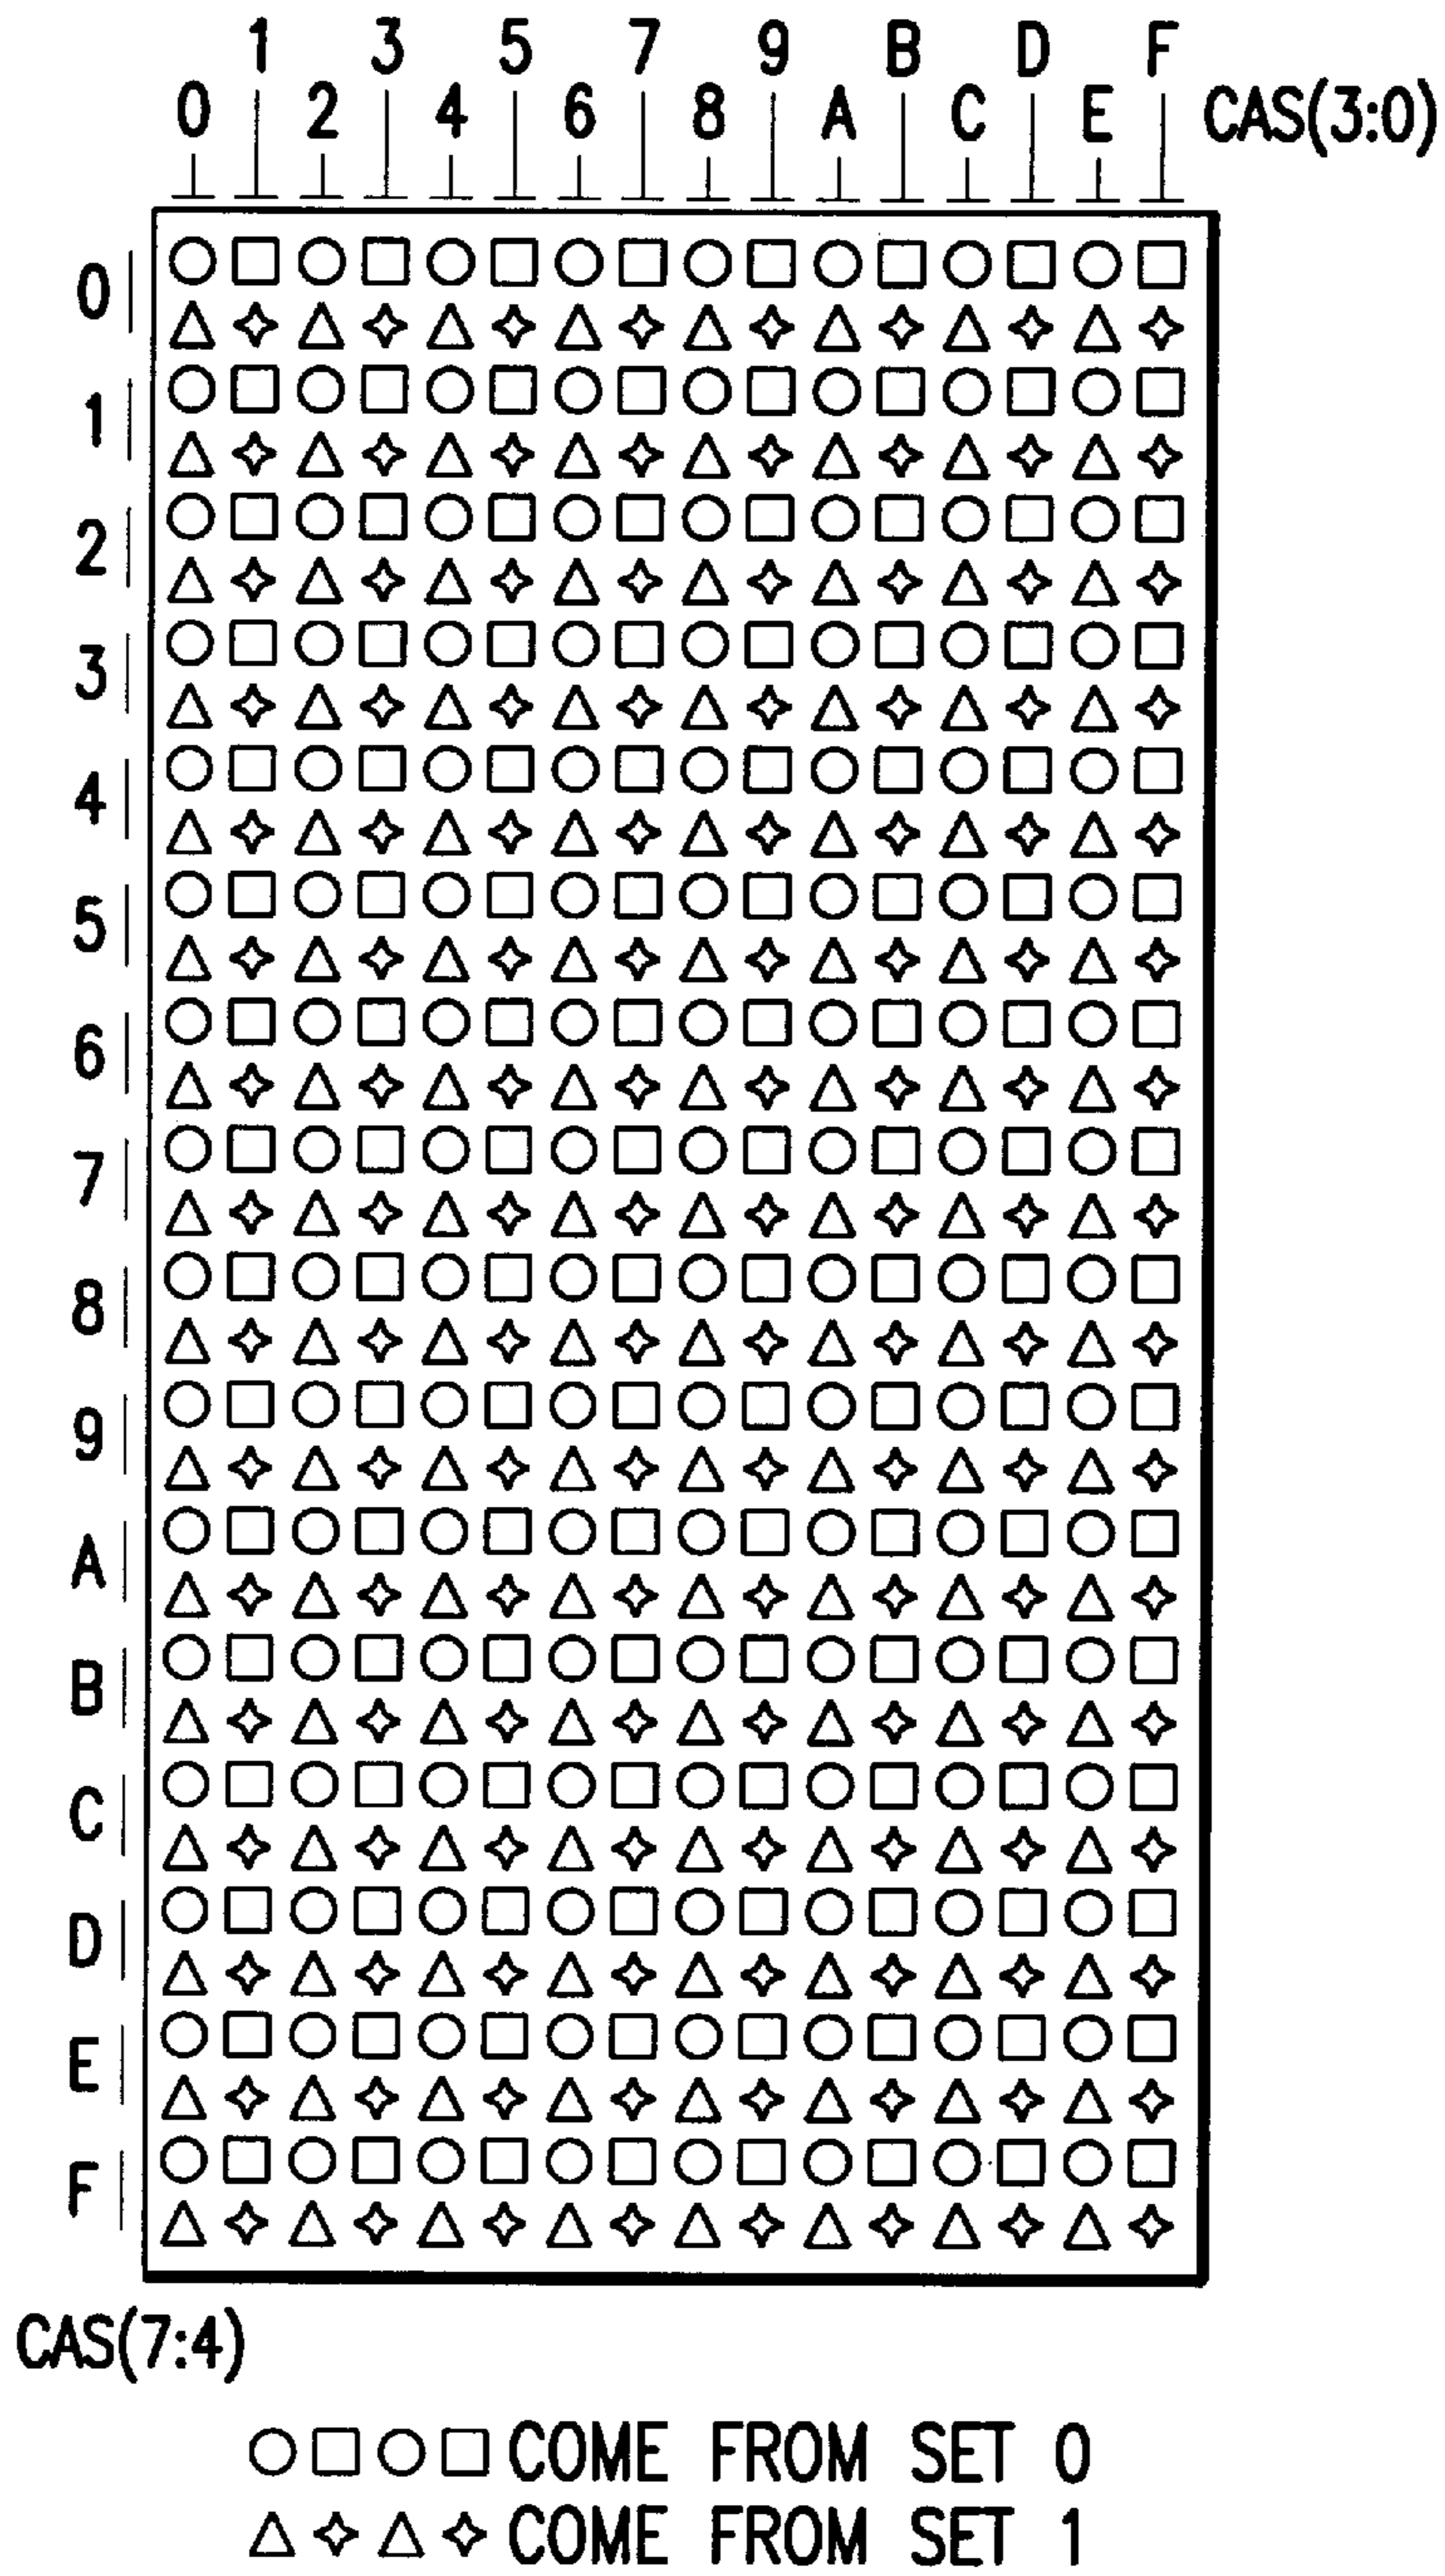 1 3 5 7 9 B D F
0 2 4 6 8 A C E CAS(3:0)
0
1
2
3
4
5
6
7
8
9
A
B
C
D
E
F
CAS(7:4)
COME FROM SET 0
COME FROM SET 1